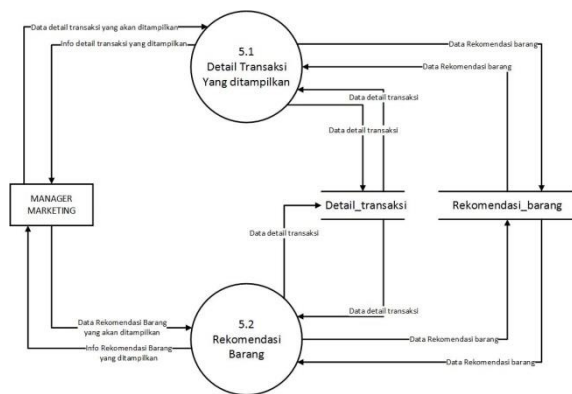 Data detail transaksi yang akan ditampilkan
Info detail transaksi yang ditampilkan
5.1
Detail Transaksi
Yang ditampilkan
Data Rekomendasi barang
Data Rekomendasi barang
Data detail transaksi
Data detail transaksi
MANAGER
MARKETING
Detail_transaksi
Rekomendasi_barang
Data detail transaksi
Data detail transaksi
Data Rekomendasi Barang
yang akan ditampilkan
Info Rekomendasi Barang
yang ditampilkan
5.2
Rekomendasi
Barang
Data Rekomendasi barang
Data Rekomendasi barang